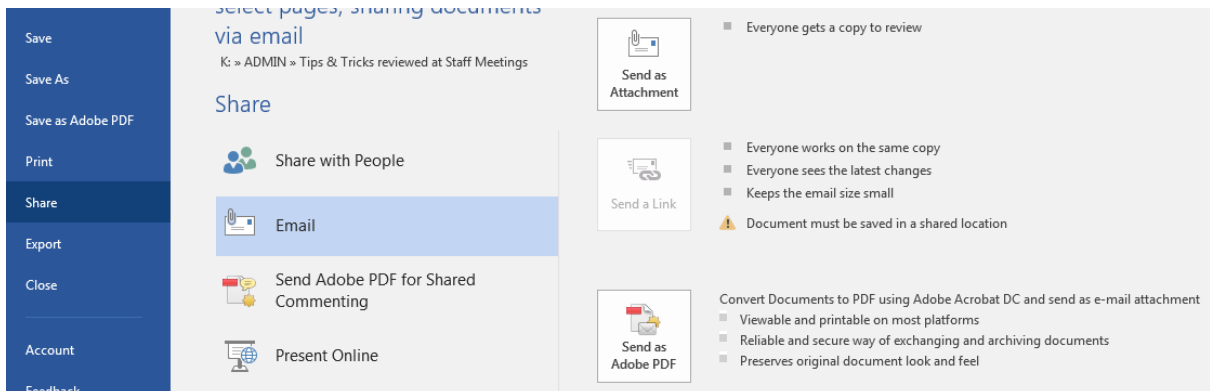 Save
Save As
Save as Adobe PDF
Print
Share
Export
Close
Account
Feedback
select pages, sharing documents
via email
K: » ADMIN » Tips & Tricks reviewed at Staff Meetings
Share
Share with People
Email
Send Adobe PDF for Shared
Commenting
Present Online
Send as
Attachment
Everyone gets a copy to review
Send a Link
Everyone works on the same copy
Everyone sees the latest changes
Keeps the email size small
Document must be saved in a shared location
Send as
Adobe PDF
Convert Documents to PDF using Adobe Acrobat DC and send as e-mail attachment
Viewable and printable on most platforms
Reliable and secure way of exchanging and archiving documents
Preserves original document look and feel